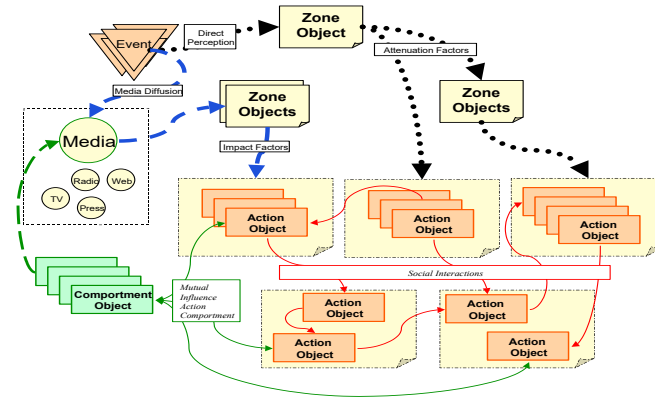 Event
Direct
Perception
Zone
Object
Attenuation Factors
Media Diffusion
Zone
Objects
Zone
Objects
Media
Impact Factors
Radio
Web
TV
Press
Action
Object
Action
Object
Action
Object
Compartment
Object
Mutual
Influence
Action
Compartment
Social Interactions
Action
Object
Action
Object
Action
Object
Action
Object